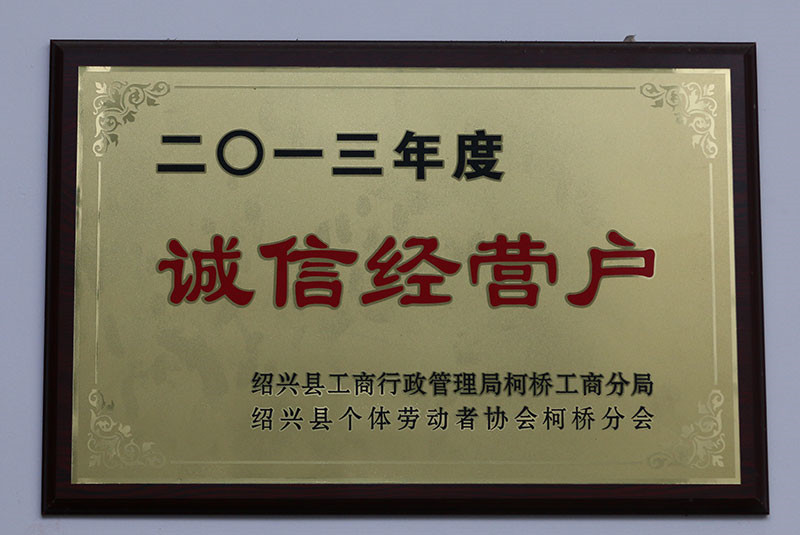 二〇一三年度
诚信经营户
绍兴县工商行政管理局柯桥工商分局
绍兴县个体劳动者协会柯桥分会